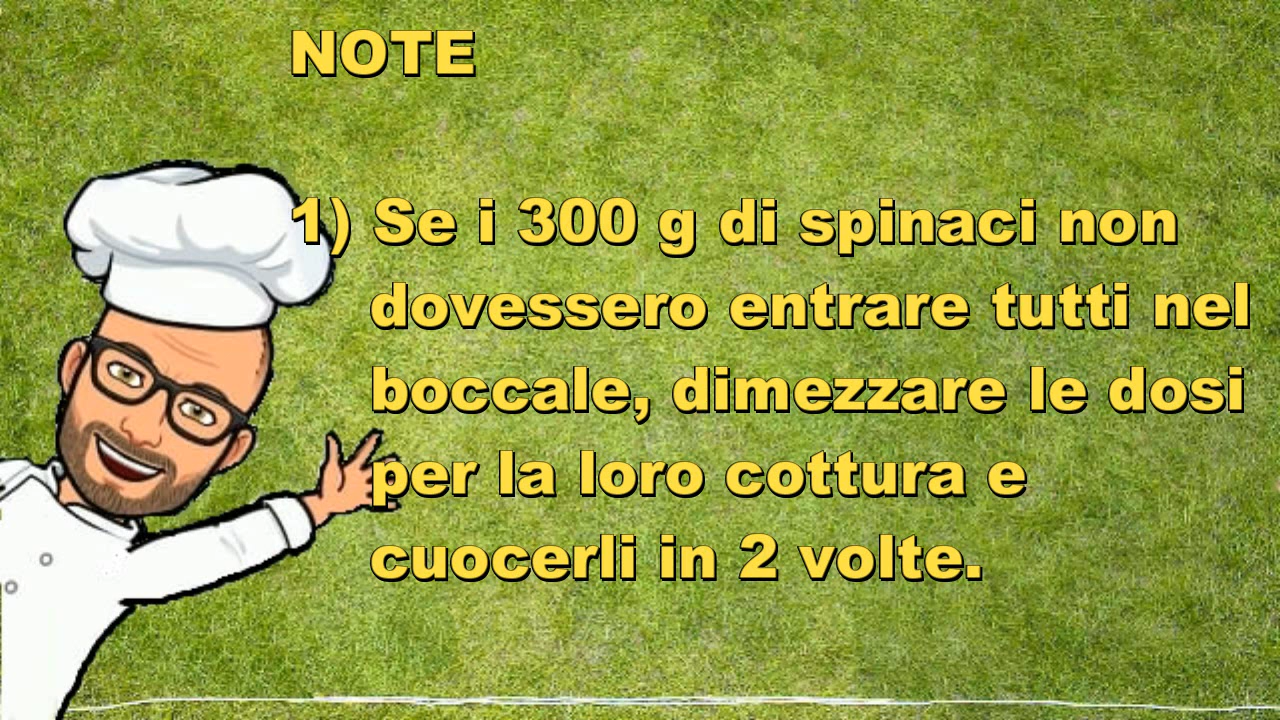 NOTE
1) Se i 300 g di spinaci non
dovessero entrare tutti nel
boccale, dimezzare le dosi
per la loro cottura e
cuocerli in 2 volte.